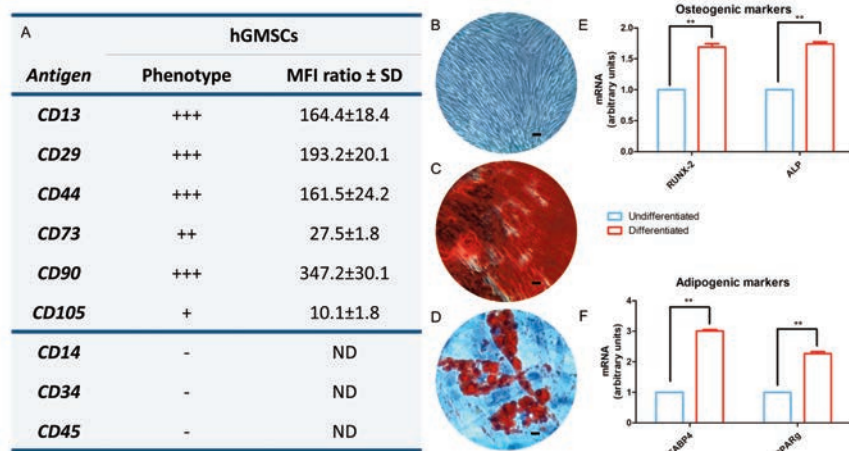 A
hGMSCs
Antigen Phenotype MFI ratio ± SD
CD13 +++ 164.4±18.4
CD29 +++ 193.2±20.1
CD44 +++ 161.5±24.2
CD73 ++ 27.5±1.8
CD90 +++ 347.2±30.1
CD105 + 10.1±1.8
CD14 - ND
CD34 - ND
CD45 - ND
B
C
D
E
Osteogenic markers
mRNA
(arbitrary units)
2.0
1.5
1.0
0.5
0.0
**
**
RUNX-2
ALP
Undifferentiated
Differentiated
F
Adipogenic markers
mRNA
(arbitrary units)
4
3
2
1
0
**
**
FABP4
PPARg